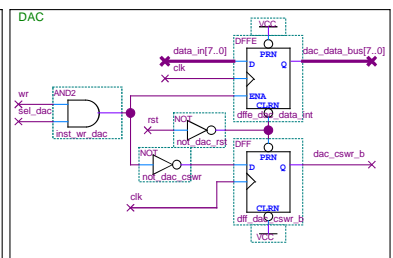 DAC
VCC
DFFE
data_in[7..0]
dac_data_bus[7..0]
PRN
D
Q
clk
AND2
wr
ENA
sel_dac
CLRN
inst_wr_dac
rst
NOT
dffe_dac_data_int
not_dac_rst
DFF
NOT
PRN
dac_cswr_b
D
Q
not_dac_cswr
clk
CLRN
dff_dac_cswr_b
VCC